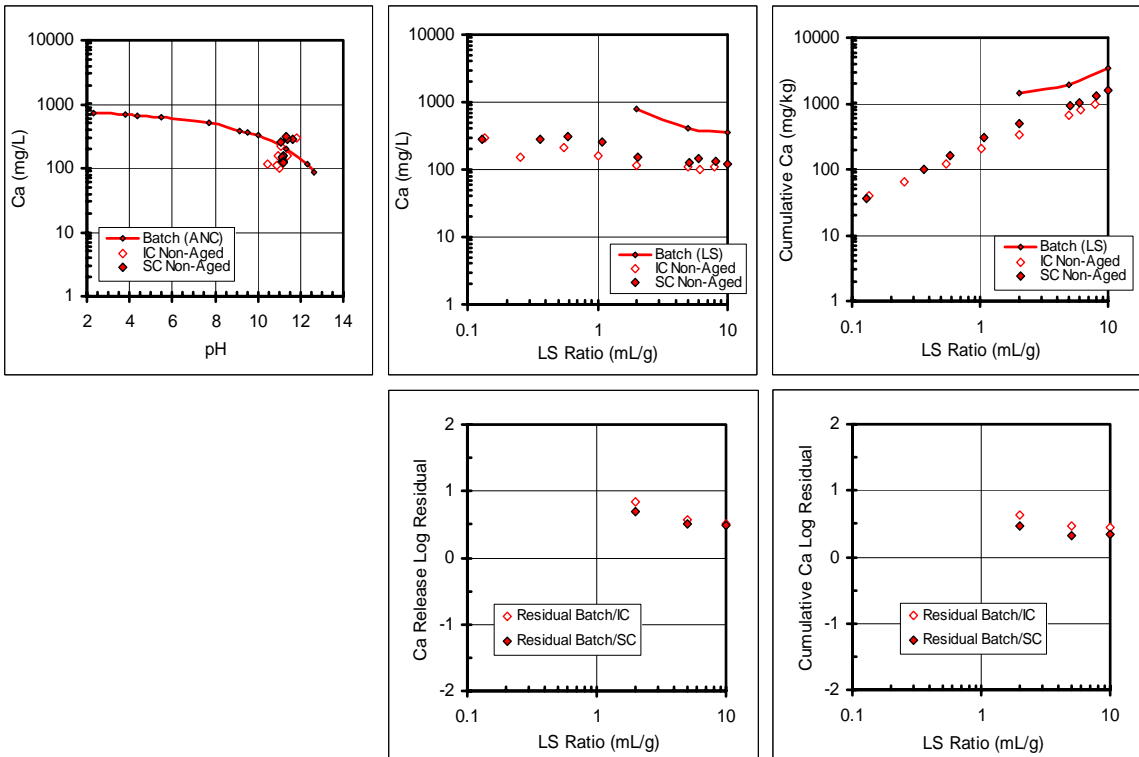 10000
1000
100
10
1
Ca (mg/L)
Batch (ANC)
IC Non-Aged
SC Non-Aged
2 4 6 8 10 12 14
pH
10000
1000
100
10
1
Ca (mg/L)
Batch (LS)
IC Non-Aged
SC Non-Aged
0.1 1 10
LS Ratio (mL/g)
10000
1000
100
10
1
Cumulative Ca (mg/kg)
Batch (LS)
IC Non-Aged
SC Non-Aged
0.1 1 10
LS Ratio (mL/g)
2
1
0
-1
-2
Ca Release Log Residual
Residual Batch/IC
Residual Batch/SC
0.1 1 10
LS Ratio (mL/g)
2
1
0
-1
-2
Cumulative Ca Log Residual
Residual Batch/IC
Residual Batch/SC
0.1 1 10
LS Ratio (mL/g)